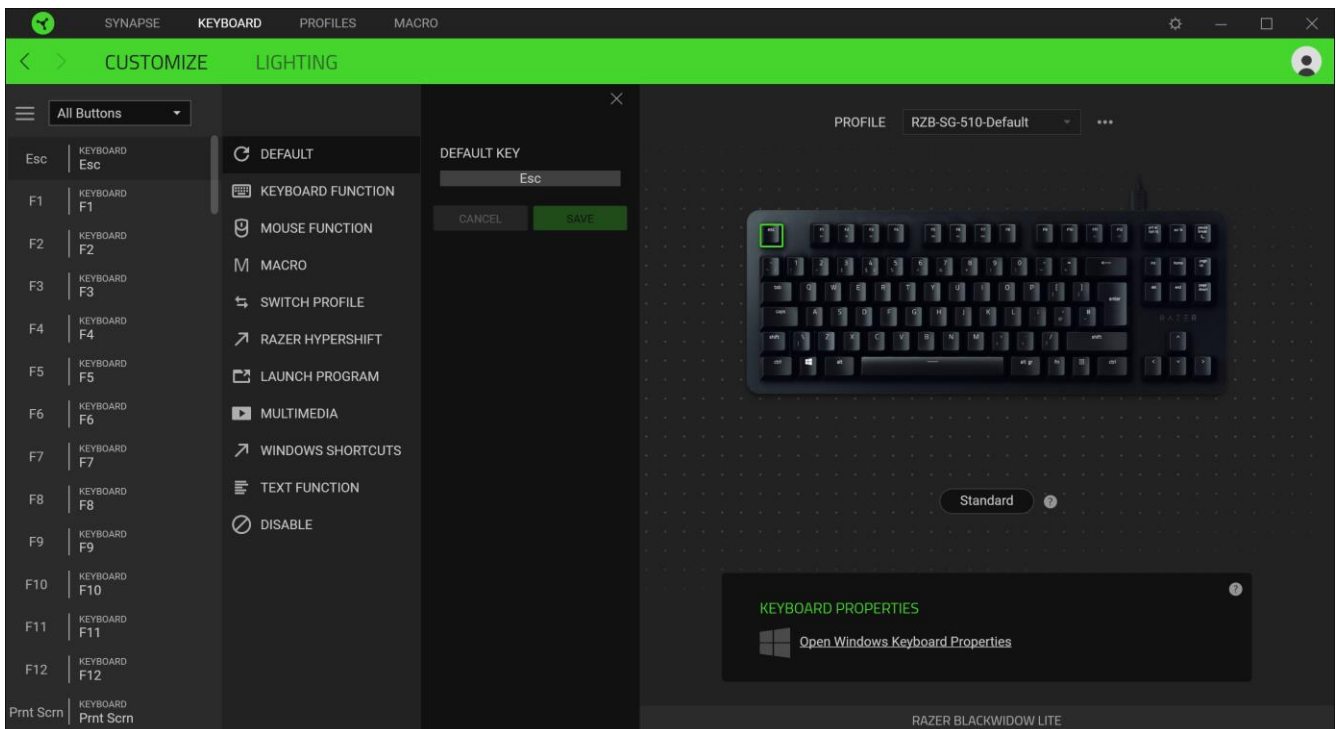 SYNAPSE KEYBOARD PROFILES MACRO
CUSTOMIZE LIGHTING
All Buttons
Esc KEYBOARD Esc
F1 KEYBOARD F1
F2 KEYBOARD F2
F3 KEYBOARD F3
F4 KEYBOARD F4
F5 KEYBOARD F5
F6 KEYBOARD F6
F7 KEYBOARD F7
F8 KEYBOARD F8
F9 KEYBOARD F9
F10 KEYBOARD F10
F11 KEYBOARD F11
F12 KEYBOARD F12
Prnt Scrn KEYBOARD Prnt Scrn
DEFAULT
KEYBOARD FUNCTION
MOUSE FUNCTION
MACRO
SWITCH PROFILE
RAZER HYPERSHIFT
LAUNCH PROGRAM
MULTIMEDIA
WINDOWS SHORTCUTS
TEXT FUNCTION
DISABLE
DEFAULT KEY
Esc
CANCEL SAVE
PROFILE RZB-SG-510-Default
Q W E R T Y U I O P
A S D F G H J K L
Z X C V B N M
RAZER
Standard
KEYBOARD PROPERTIES
Open Windows Keyboard Properties
RAZER BLACKWIDOW LITE